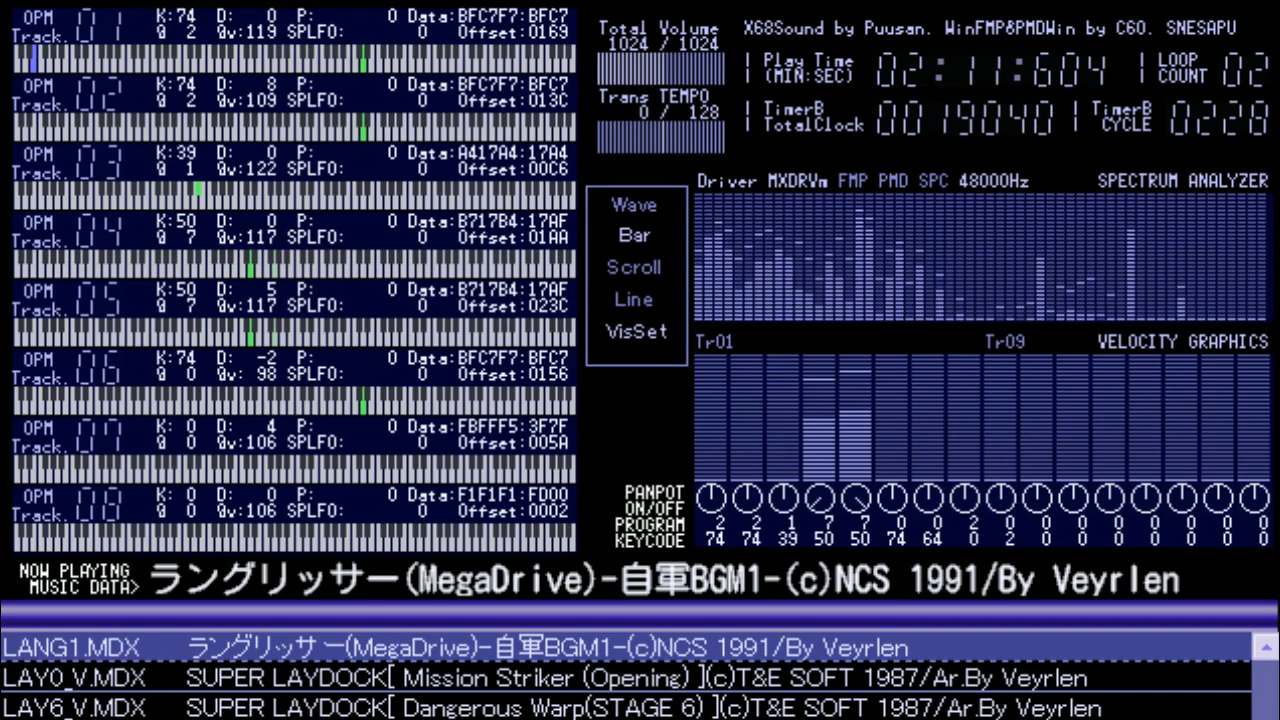 OPM Track.01 K:74 D: 0 P: 0 Data:BFC7F7:BFC7
@ 2 @v:119 SPLFO: 0 Offset:0169
OPM Track.02 K:74 D: 8 P: 0 Data:BFC7F7:BFC7
@ 2 @v:109 SPLFO: 0 Offset:013C
OPM Track.03 K:39 D: 0 P: 0 Data:A417A4:17A4
@ 1 @v:122 SPLFO: 0 Offset:00C6
OPM Track.04 K:50 D: 0 P: 0 Data:B717B4:17AF
@ 7 @v:117 SPLFO: 0 Offset:01AA
OPM Track.05 K:50 D: 5 P: 0 Data:B717B4:17AF
@ 7 @v:117 SPLFO: 0 Offset:023C
OPM Track.06 K:74 D: -2 P: 0 Data:BFC7F7:BFC7
@ 0 @v: 98 SPLFO: 0 Offset:0156
OPM Track.07 K: 0 D: 4 P: 0 Data:FBFFF5:3F7F
@ 0 @v:106 SPLFO: 0 Offset:005A
OPM Track.08 K: 0 D: 0 P: 0 Data:F1F1F1:FD00
@ 0 @v:106 SPLFO: 0 Offset:0002
Total Volume
1024 / 1024
Trans TEMPO
0 / 128
X68Sound by Puusan. WinFMP&PMDWin by C60. SNESAPU
Play Time (MIN:SEC) 02:11:604
LOOP COUNT 02
TimerB TotalClock 0019040
TimerB CYCLE 0228
Driver MXDRVm FMP PMD SPC 48000Hz SPECTRUM ANALYZER
Wave
Bar
Scroll
Line
VisSet
Tr01 Tr09 VELOCITY GRAPHICS
PANPOT
ON/OFF
PROGRAM 2 2 1 7 7 0 0 2 0 0 0 0 0 0 0 0
KEYCODE 74 74 39 50 50 74 64 0 2 0 0 0 0 0 0 0
NOW PLAYING
MUSIC DATA> ラングリッサー(MegaDrive)-自軍BGM1-(c)NCS 1991/By Veyrlen
LANG1.MDX ラングリッサー(MegaDrive)-自軍BGM1-(c)NCS 1991/By Veyrlen
LAY0_V.MDX SUPER LAYDOCK[ Mission Striker (Opening) ](c)T&E SOFT 1987/Ar.By Veyrlen
LAY6_V.MDX SUPER LAYDOCK[ Dangerous Warp(STAGE 6) ](c)T&E SOFT 1987/Ar.By Veyrlen